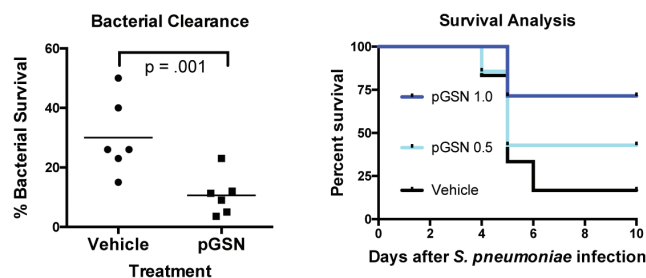 Bacterial Clearance
p = .001
% Bacterial Survival
60
40
20
0
Vehicle
pGSN
Treatment
Survival Analysis
Percent survival
100
75
50
25
0
pGSN 1.0
pGSN 0.5
Vehicle
0 2 4 6 8 10
Days after S. pneumoniae infection